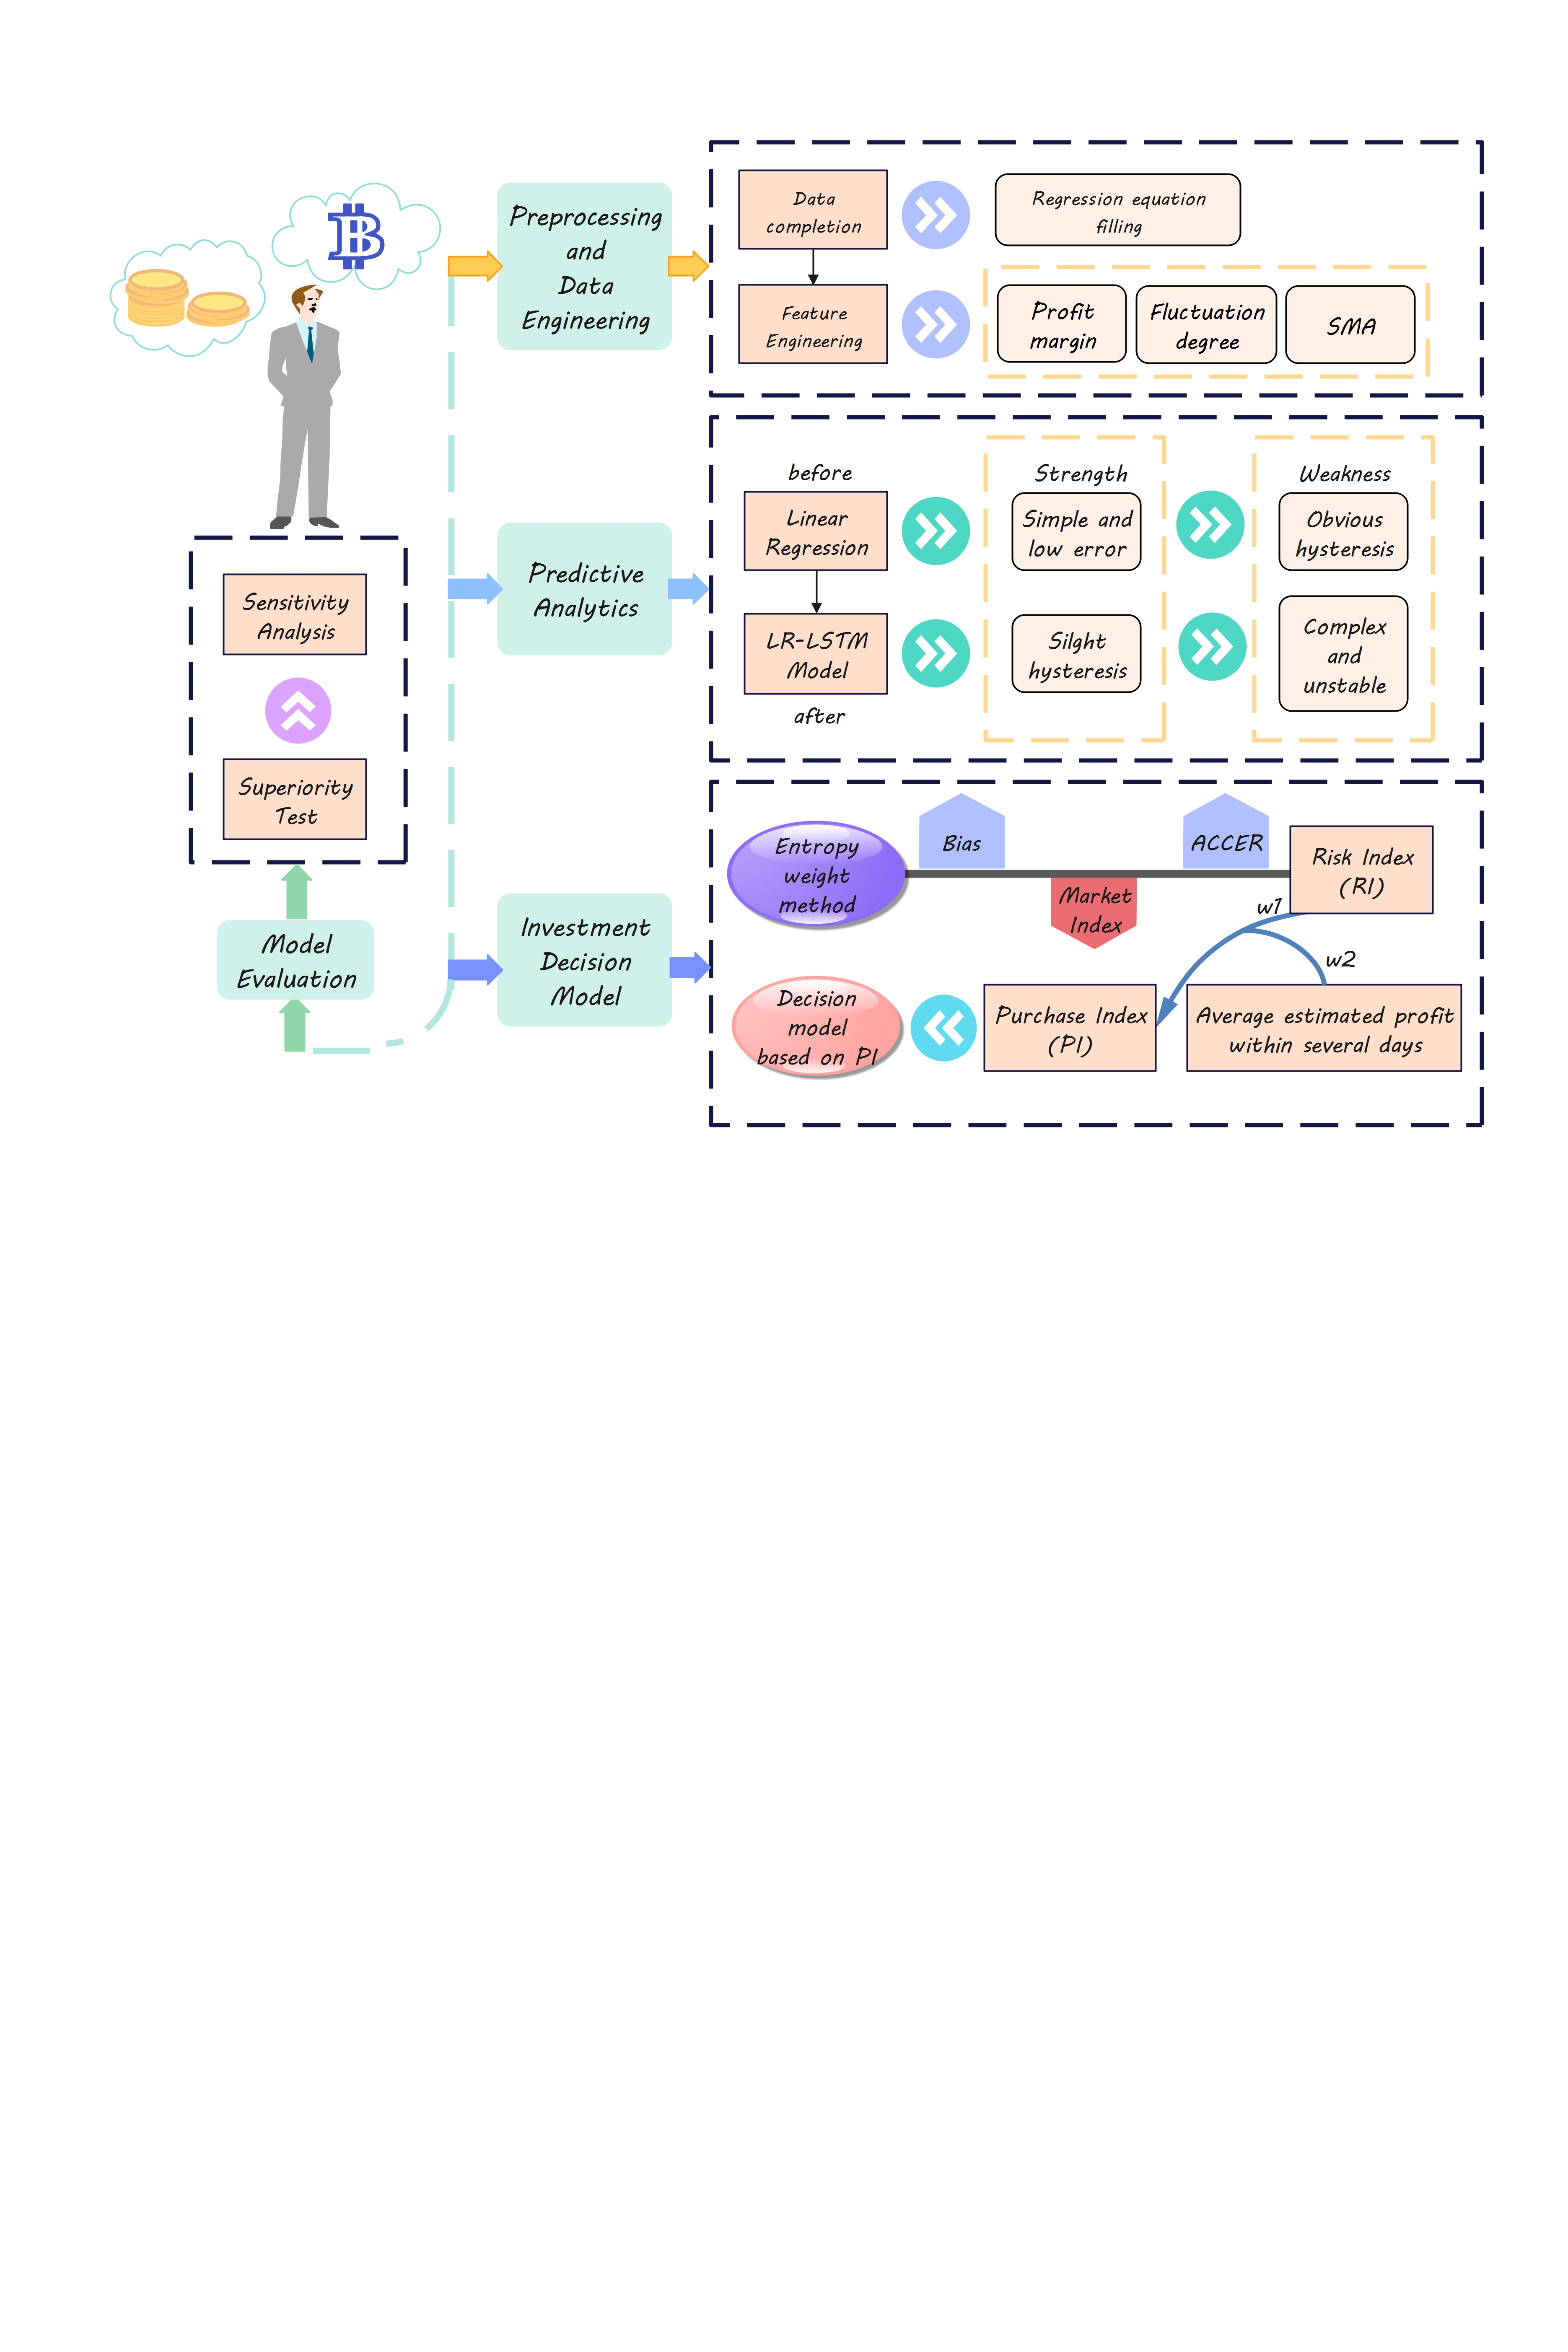 Preprocessing
and
Data
Engineering
Data
completion
Regression equation
filling
Feature
Engineering
Profit
margin
Fluctuation
degree
SMA
Predictive
Analytics
before
Linear
Regression
LR-LSTM
Model
after
Strength
Simple and
low error
Silght
hysteresis
Weakness
Obvious
hysteresis
Complex
and
unstable
Investment
Decision
Model
Entropy
weight
method
Bias
Market
Index
ACCER
Risk Index
(RI)
w1
w2
Average estimated profit
within several days
Purchase Index
(PI)
Decision
model
based on PI
Model
Evaluation
Superiority
Test
Sensitivity
Analysis